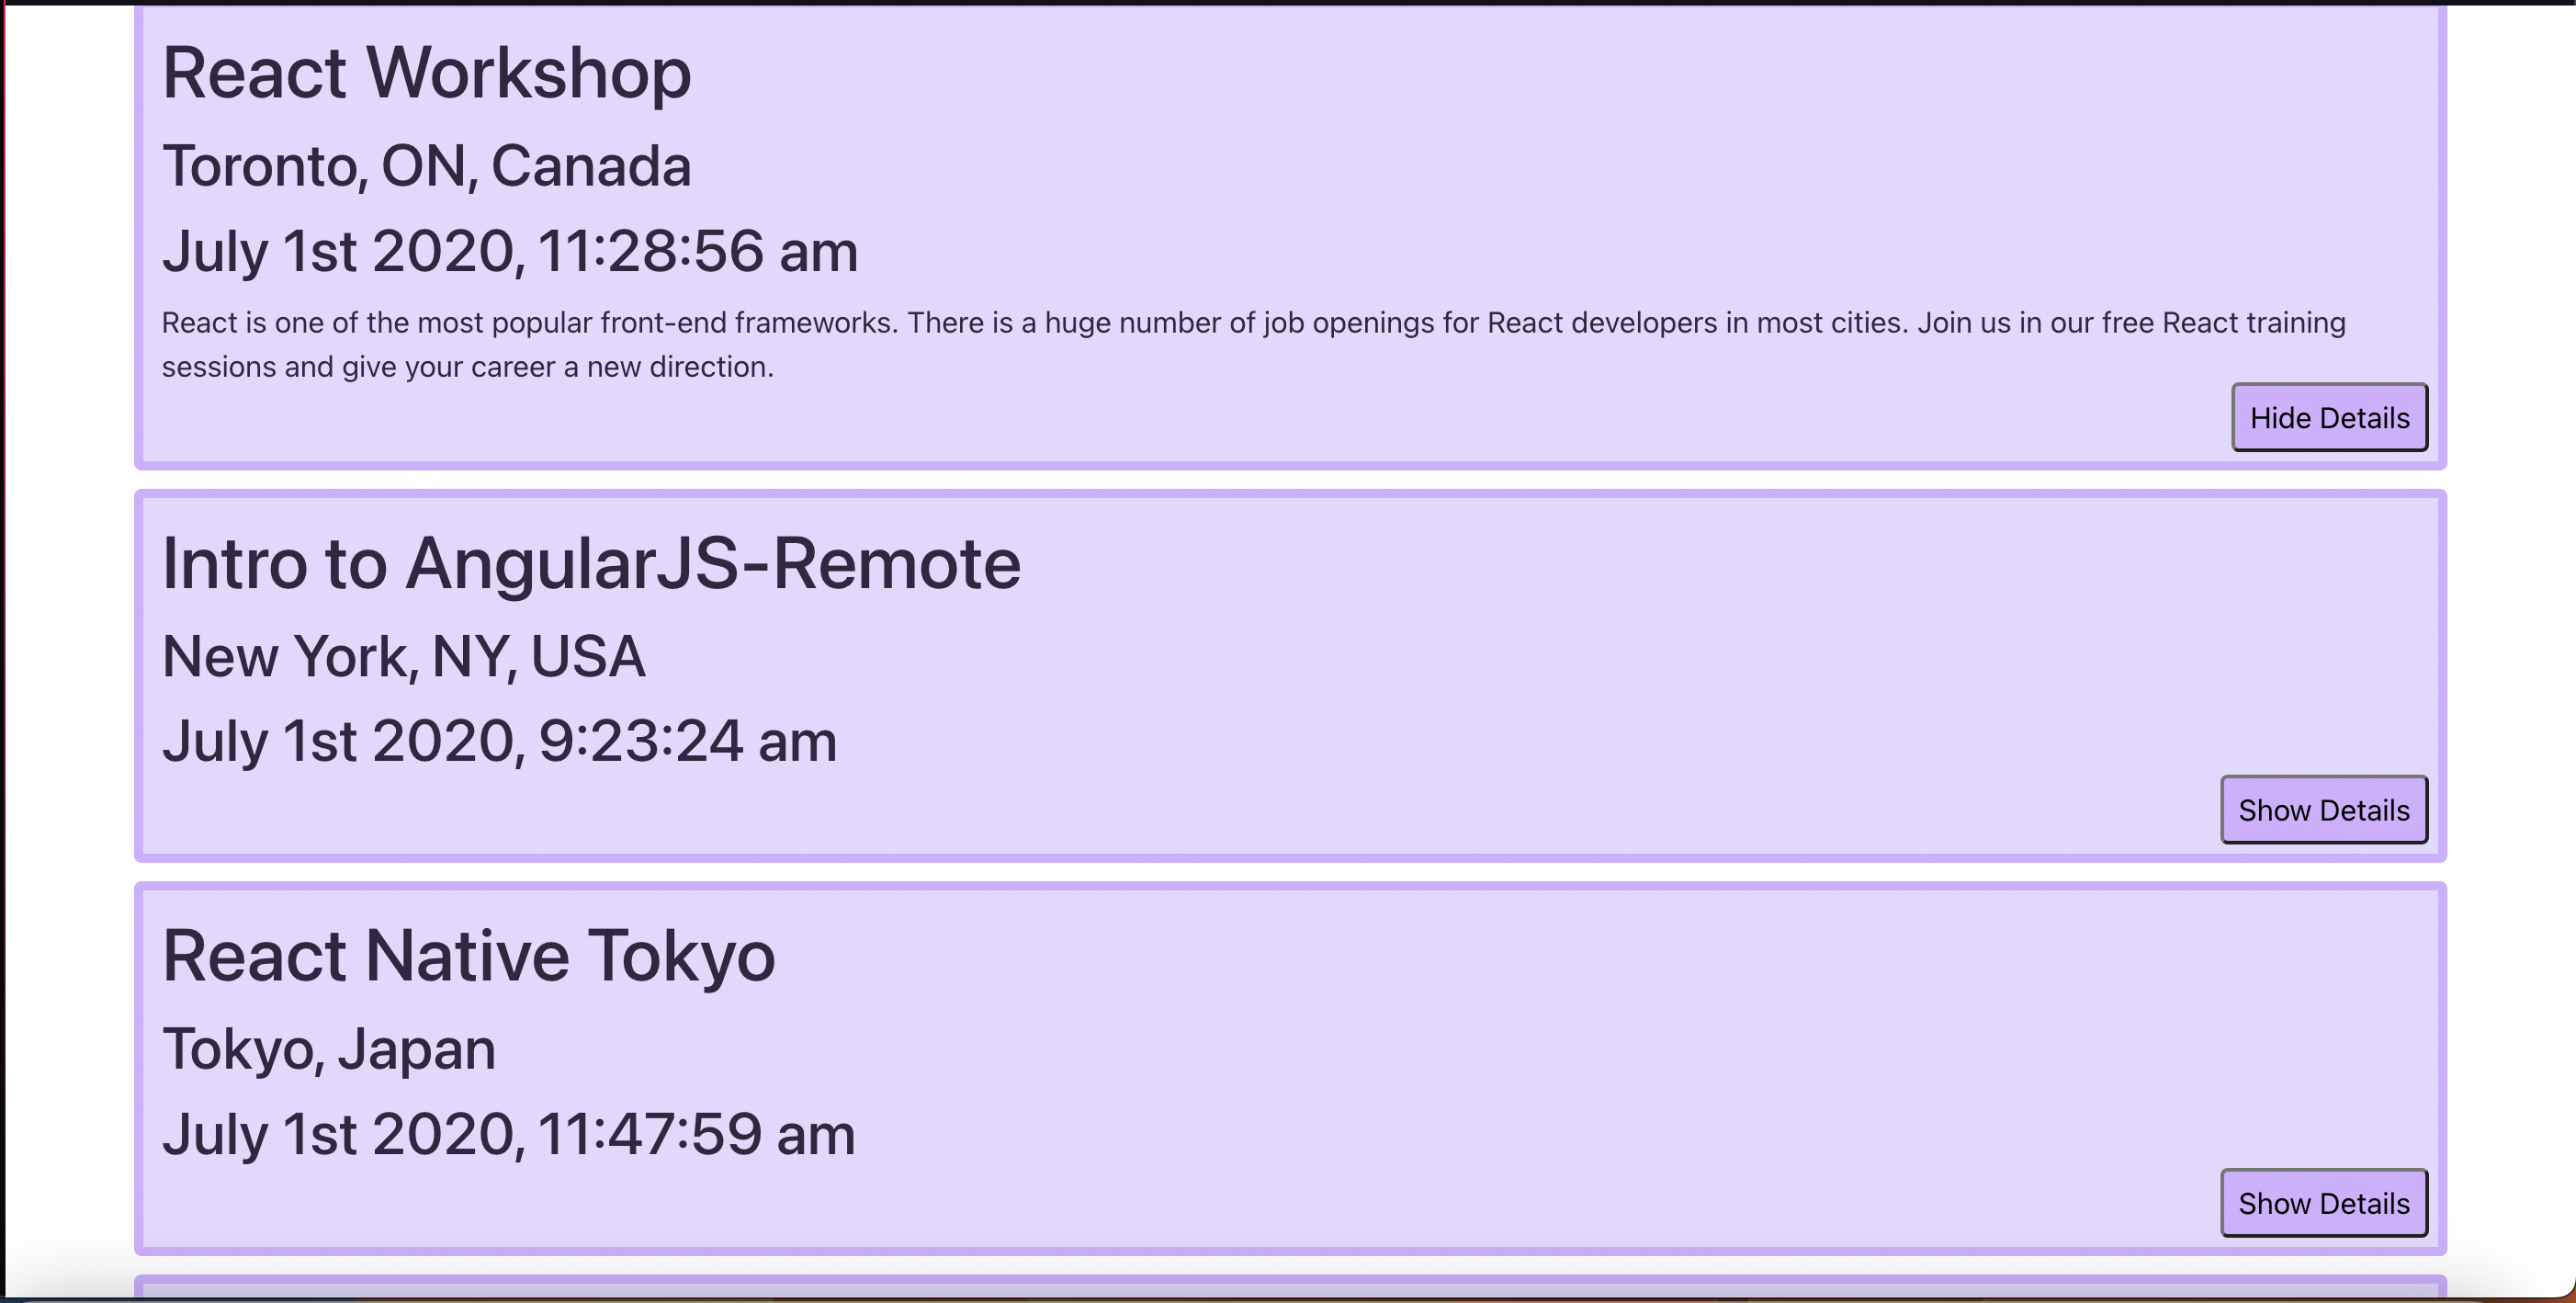 React Workshop
Toronto, ON, Canada
July 1st 2020, 11:28:56 am
React is one of the most popular front-end frameworks. There is a huge number of job openings for React developers in most cities. Join us in our free React training
sessions and give your career a new direction.
Hide Details
Intro to AngularJS-Remote
New York, NY, USA
July 1st 2020, 9:23:24 am
Show Details
React Native Tokyo
Tokyo, Japan
July 1st 2020, 11:47:59 am
Show Details